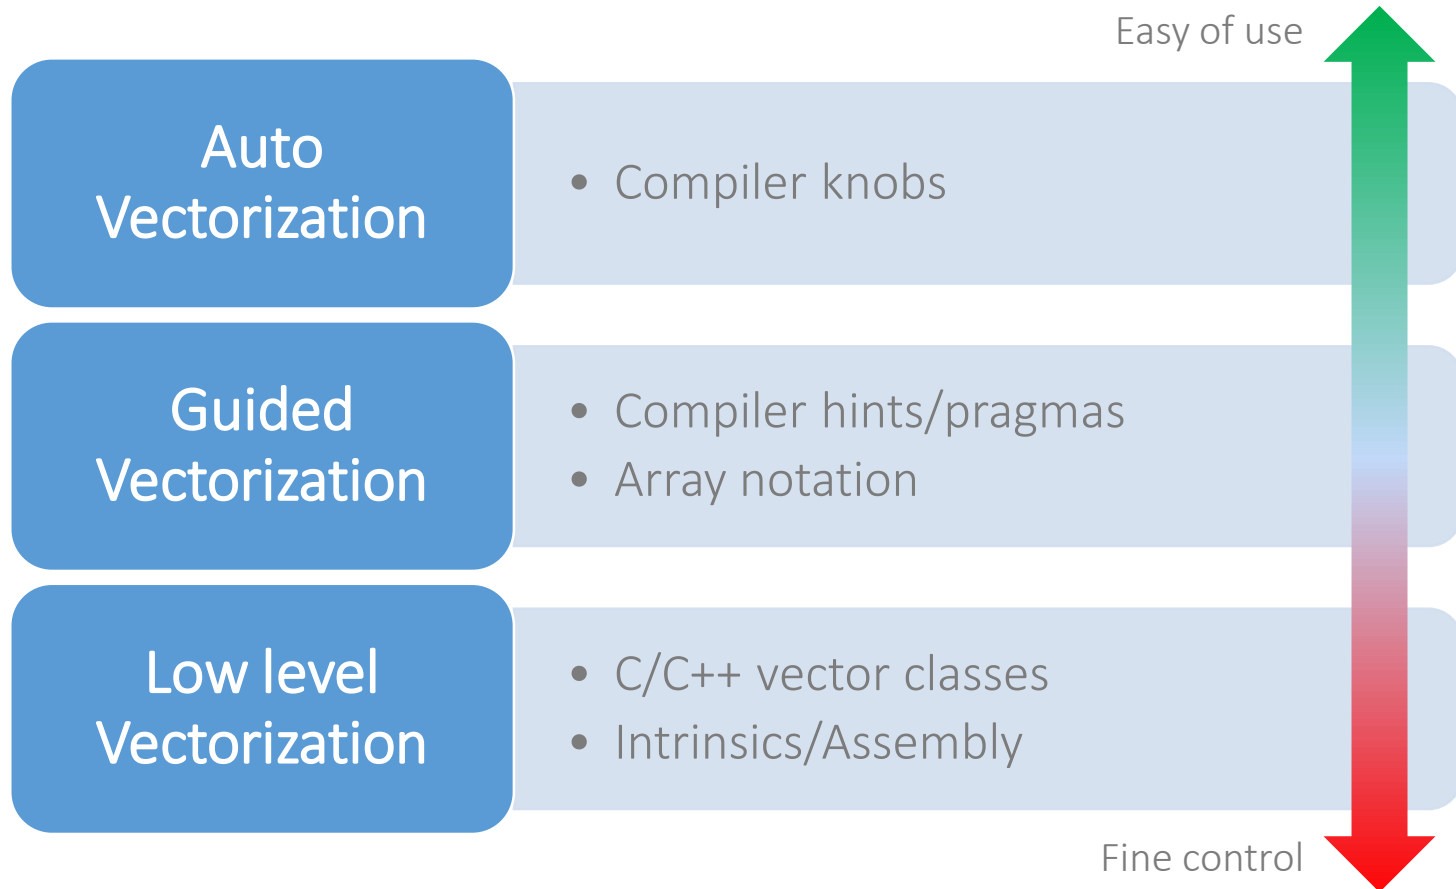 Easy of use
Auto
Vectorization
• Compiler knobs
Guided
Vectorization
• Compiler hints/pragmas
• Array notation
Low level
Vectorization
• C/C++ vector classes
• Intrinsics/Assembly
Fine control